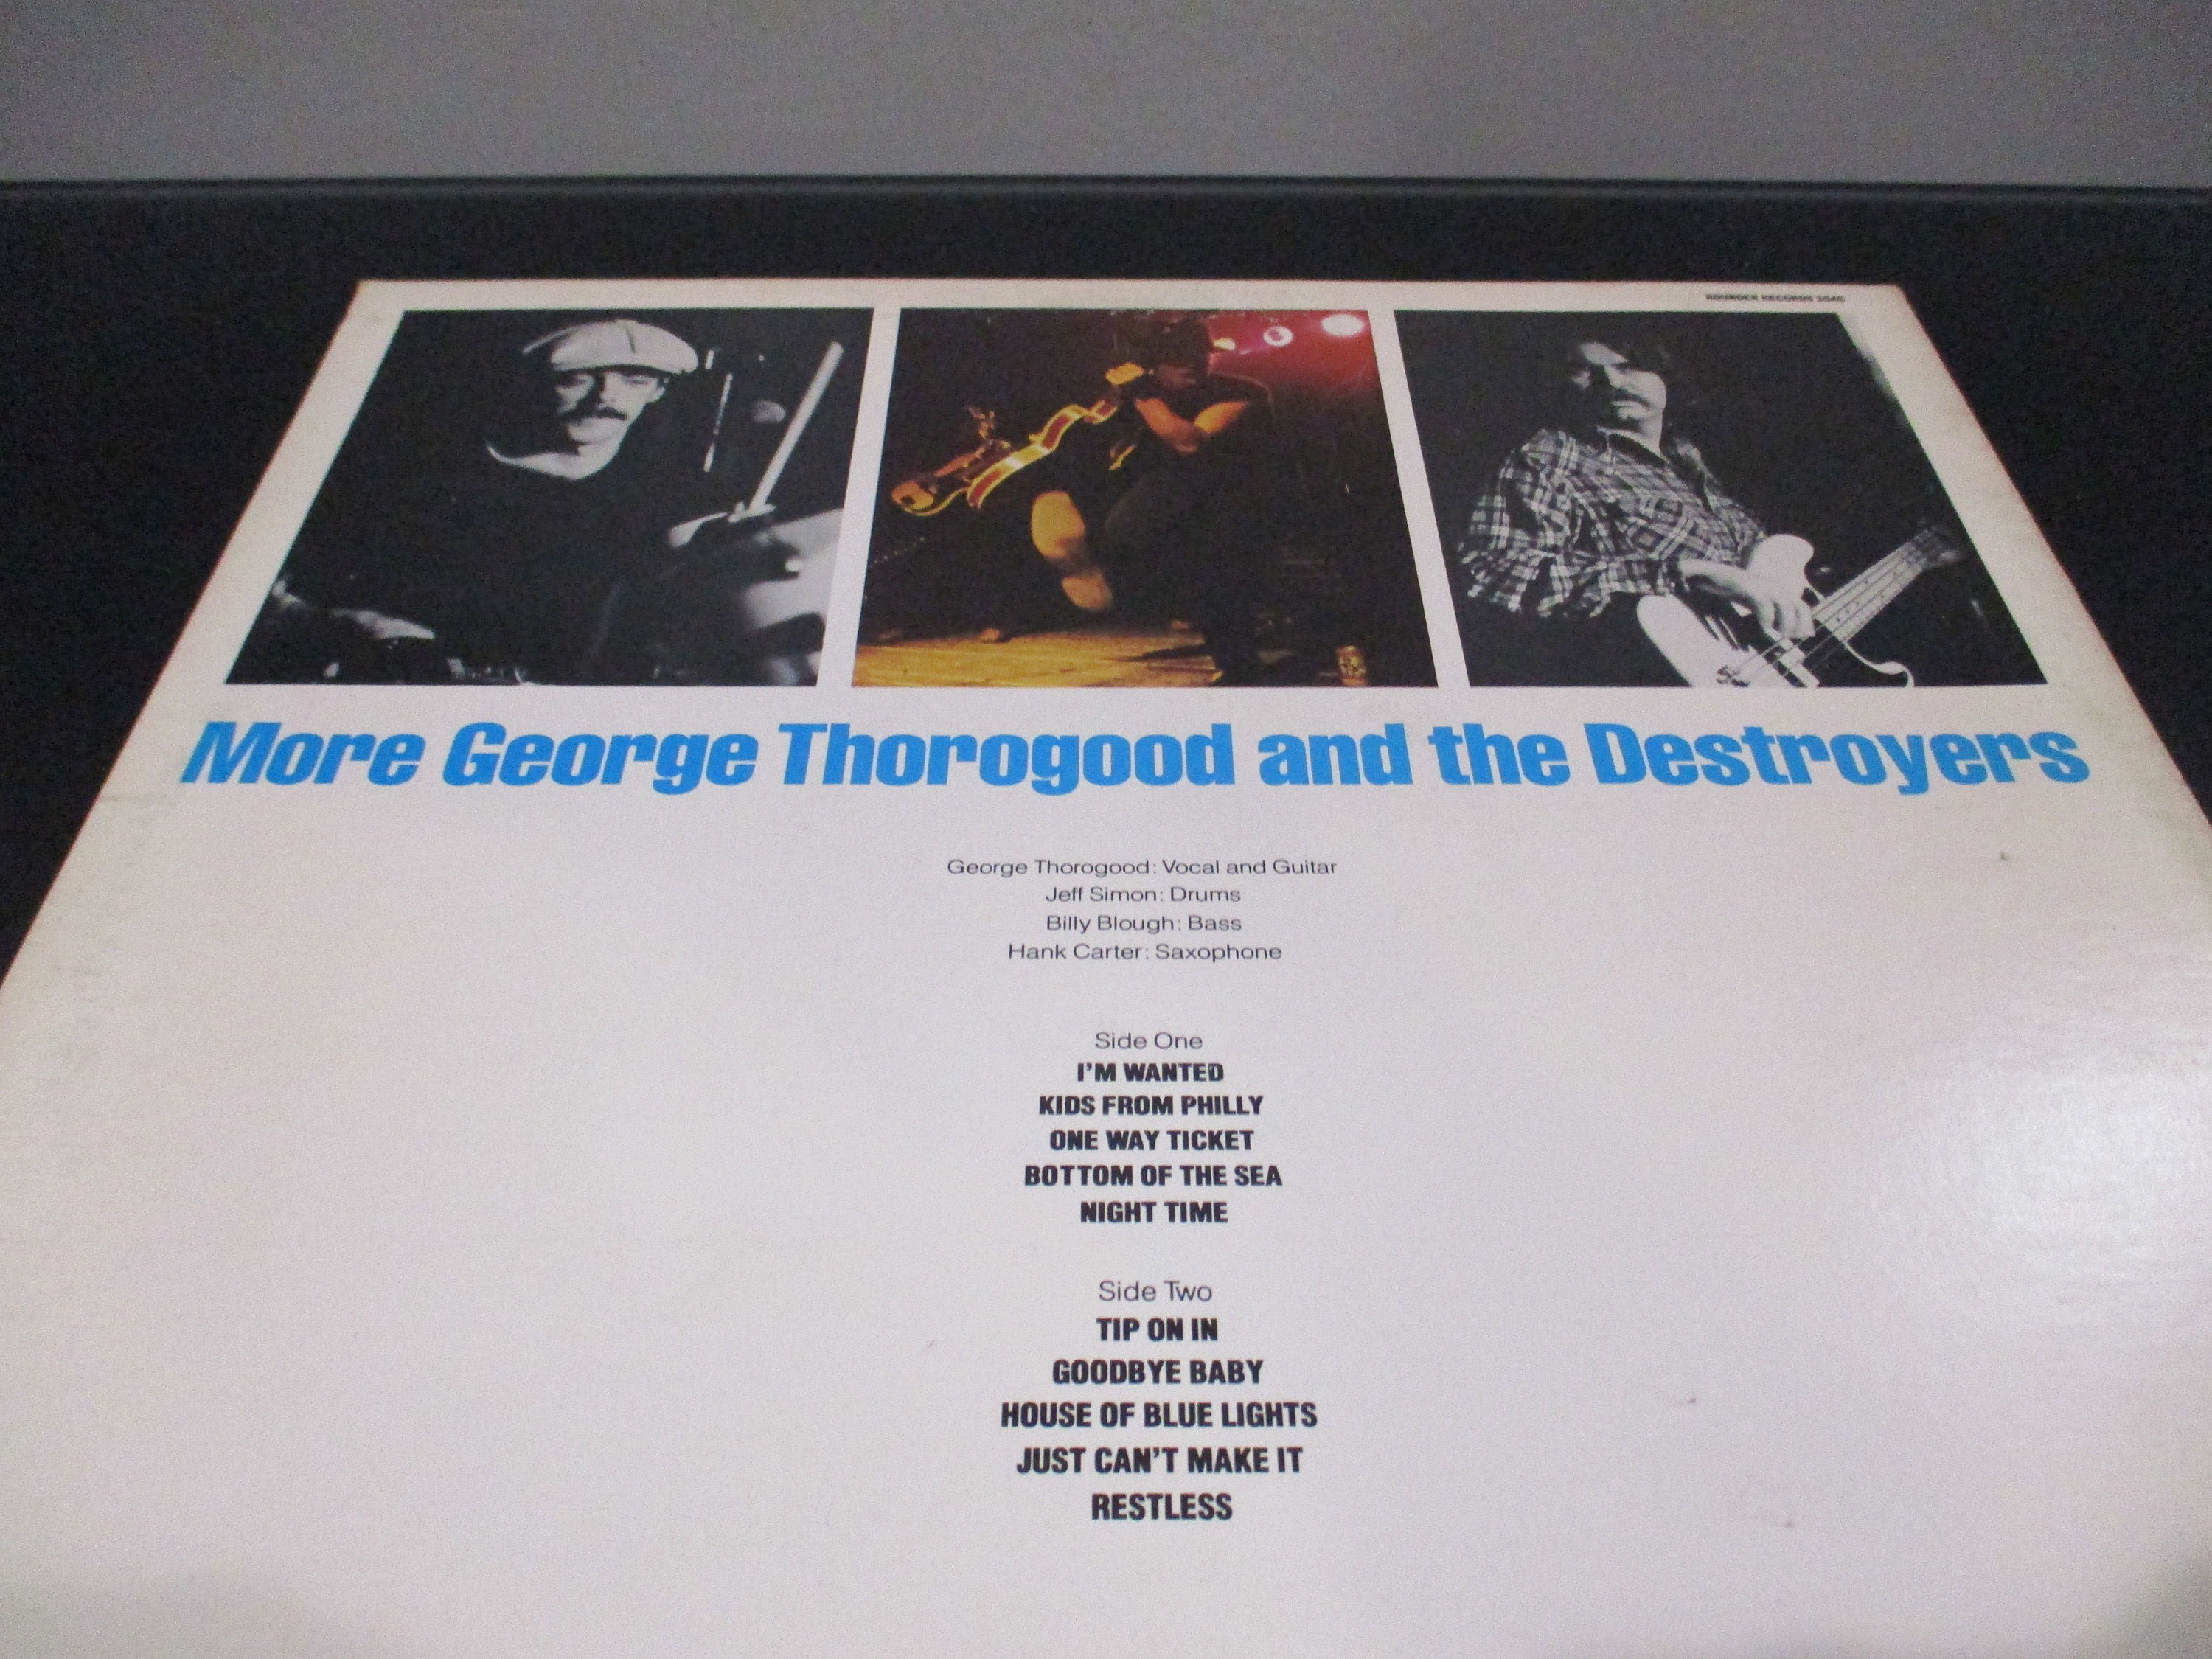 ROUNDER RECORDS 3045
More George Thorogood and the Destroyers
George Thorogood: Vocal and Guitar
Jeff Simon: Drums
Billy Blough: Bass
Hank Carter: Saxophone
Side One
I'M WANTED
KIDS FROM PHILLY
ONE WAY TICKET
BOTTOM OF THE SEA
NIGHT TIME
Side Two
TIP ON IN
GOODBYE BABY
HOUSE OF BLUE LIGHTS
JUST CAN'T MAKE IT
RESTLESS